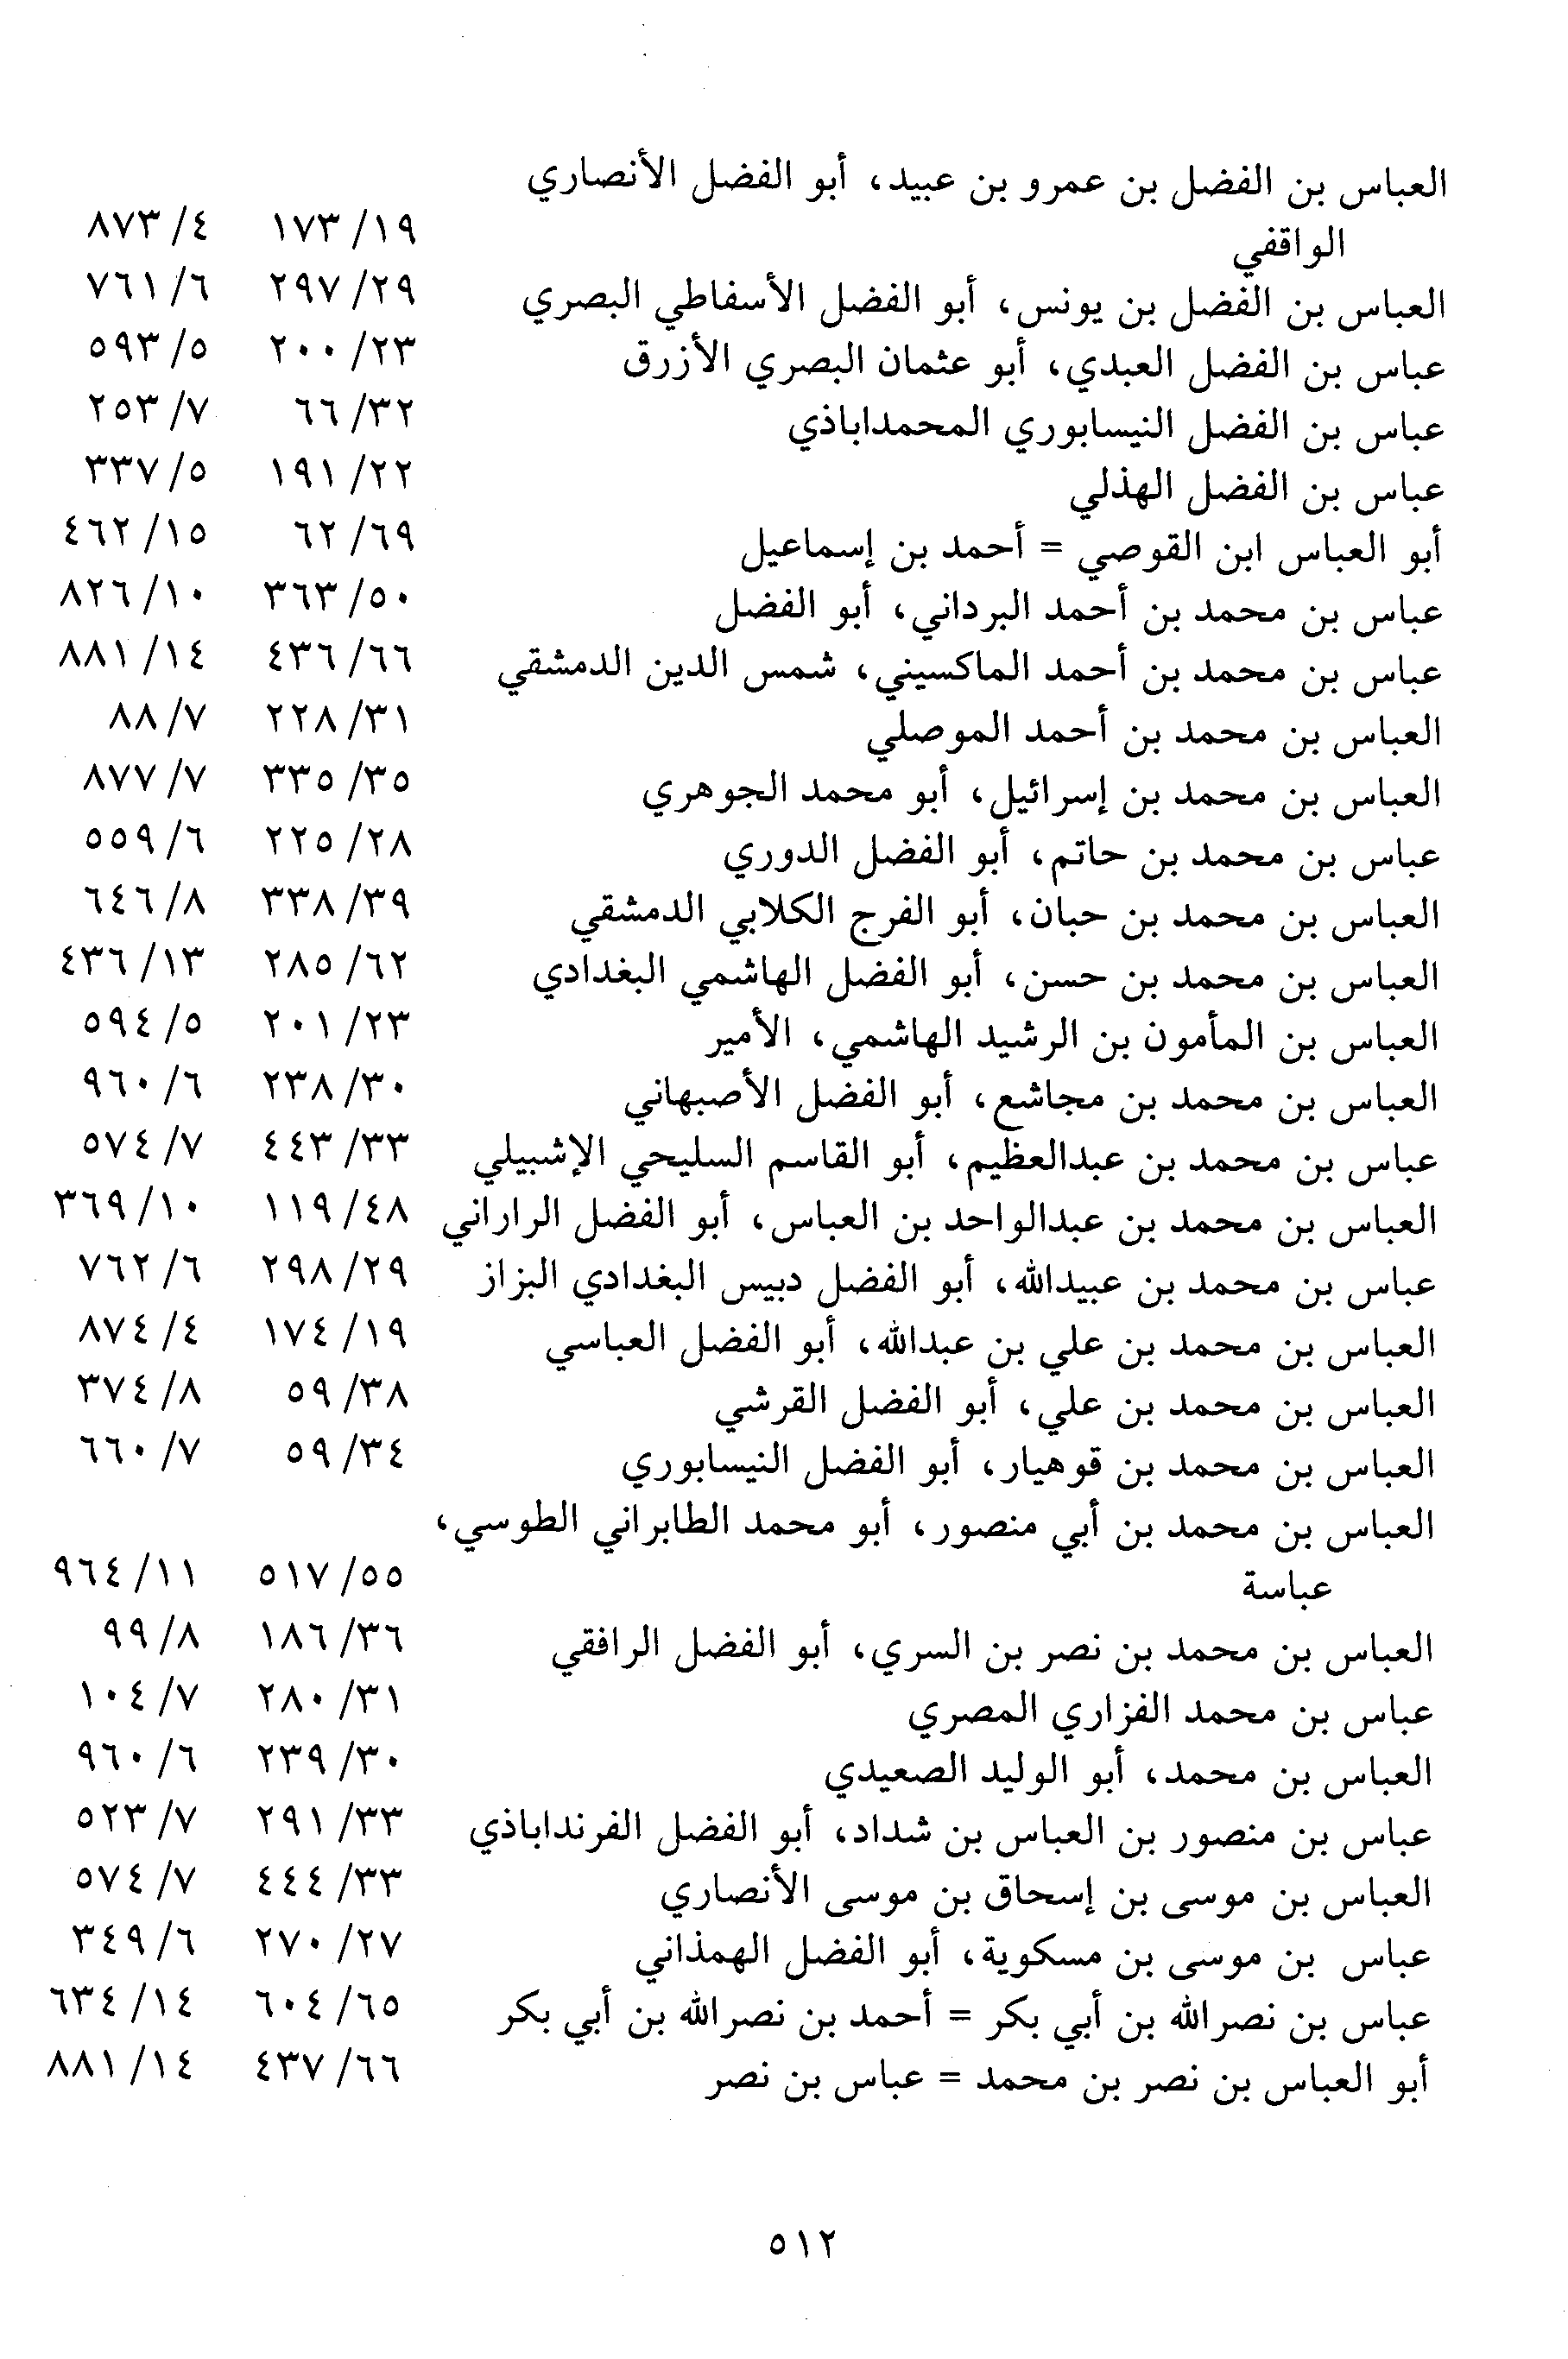 العباس بن الفضل بن عمرو بن عبيد، أبو الفضل الأنصاري
الواقفي ١٩/ ١٧٣ ٤/ ٨٧٣
العباس بن الفضل بن يونس، أبو الفضل الأسفاطي البصري ٢٩/ ٢٩٧ ٦/ ٧٦١
عباس بن الفضل العبدي، أبو عثمان البصري الأزرق ٢٣/ ٢٠٠ ٥/ ٥٩٣
عباس بن الفضل النيسابوري المحمداباذي ٣٢/ ٦٦ ٧/ ٢٥٣
عباس بن الفضل الهذلي ٢٢/ ١٩١ ٥/ ٣٣٧
أبو العباس ابن القوصي = أحمد بن إسماعيل ٦٩/ ٦٢ ١٥/ ٤٦٢
عباس بن محمد بن أحمد البرداني، أبو الفضل ٥٠/ ٣٦٣ ١٠/ ٨٢٦
عباس بن محمد بن أحمد الماكسيني، شمس الدين الدمشقي ٦٦/ ٤٣٦ ١٤/ ٨٨١
العباس بن محمد بن أحمد الموصلي ٣١/ ٢٢٨ ٧/ ٨٨
العباس بن محمد بن إسرائيل، أبو محمد الجوهري ٣٥/ ٣٣٥ ٧/ ٨٧٧
عباس بن محمد بن حاتم، أبو الفضل الدوري ٢٨/ ٢٢٥ ٦/ ٥٥٩
العباس بن محمد بن حبان، أبو الفرج الكلابي الدمشقي ٣٩/ ٣٣٨ ٨/ ٦٤٦
العباس بن محمد بن حسن، أبو الفضل الهاشمي البغدادي ٦٢/ ٢٨٥ ١٣/ ٤٣٦
العباس بن المأمون بن الرشيد الهاشمي، الأمير ٢٣/ ٢٠١ ٥/ ٥٩٤
العباس بن محمد بن مجاشع، أبو الفضل الأصبهاني ٣٠/ ٢٣٨ ٦/ ٩٦٠
عباس بن محمد بن عبدالعظيم، أبو القاسم السليحي الإشبيلي ٣٣/ ٤٤٣ ٧/ ٥٧٤
العباس بن محمد بن عبدالواحد بن العباس، أبو الفضل الراراني ٤٨/ ١١٩ ١٠/ ٣٦٩
عباس بن محمد بن عبيدالله، أبو الفضل دبيس البغدادي البزاز ٢٩/ ٢٩٨ ٦/ ٧٦٢
العباس بن محمد بن علي بن عبدالله، أبو الفضل العباسي ١٩/ ١٧٤ ٤/ ٨٧٤
العباس بن محمد بن علي، أبو الفضل القرشي ٣٨/ ٥٩ ٨/ ٣٧٤
العباس بن محمد بن قوهيار، أبو الفضل النيسابوري ٣٤/ ٥٩ ٧/ ٦٦٠
العباس بن محمد بن أبي منصور، أبو محمد الطابراني الطوسي،
عباسة ٥٥/ ٥١٧ ١١/ ٩٦٤
العباس بن محمد بن نصر بن السري، أبو الفضل الرافقي ٣٦/ ١٨٦ ٨/ ٩٩
عباس بن محمد الفزاري المصري ٣١/ ٢٨٠ ٧/ ١٠٤
العباس بن محمد، أبو الوليد الصعيدي ٣٠/ ٢٣٩ ٦/ ٩٦٠
عباس بن منصور بن العباس بن شداد، أبو الفضل الفرنداباذي ٣٣/ ٢٩١ ٧/ ٥٢٣
العباس بن موسى بن إسحاق بن موسى الأنصاري ٣٣/ ٤٤٤ ٧/ ٥٧٤
عباس بن موسى بن مسكوية، أبو الفضل الهمذاني ٢٧/ ٢٧٠ ٦/ ٣٤٩
عباس بن نصرالله بن أبي بكر = أحمد بن نصرالله بن أبي بكر ٦٥/ ٦٠٤ ١٤/ ٦٣٤
أبو العباس بن نصر بن محمد = عباس بن نصر ٦٦/ ٤٣٧ ١٤/ ٨٨١
٥١٢